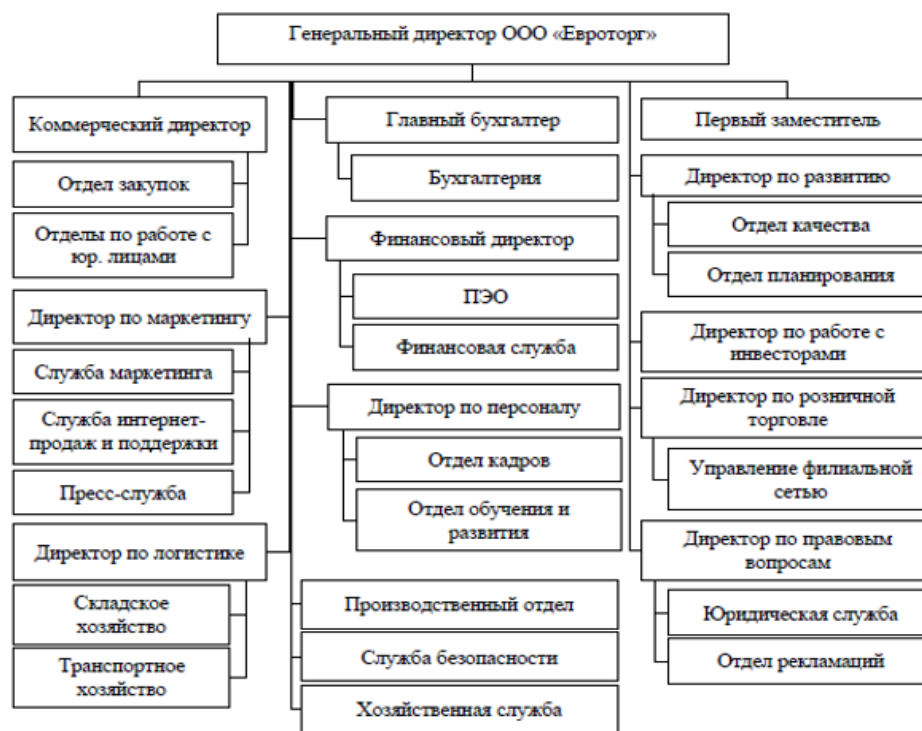 Генеральный директор ООО «Евроторг»
Коммерческий директор
Отдел закупок
Отделы по работе с
юр. лицами
Директор по маркетингу
Служба маркетинга
Служба интернет-
продаж и поддержки
Пресс-служба
Директор по логистике
Складское
хозяйство
Транспортное
хозяйство
Главный бухгалтер
Бухгалтерия
Финансовый директор
ПЭО
Финансовая служба
Директор по персоналу
Отдел кадров
Отдел обучения и
развития
Производственный отдел
Служба безопасности
Хозяйственная служба
Первый заместитель
Директор по развитию
Отдел качества
Отдел планирования
Директор по работе с
инвесторами
Директор по розничной
торговле
Управление филиальной
сетью
Директор по правовым
вопросам
Юридическая служба
Отдел рекламаций